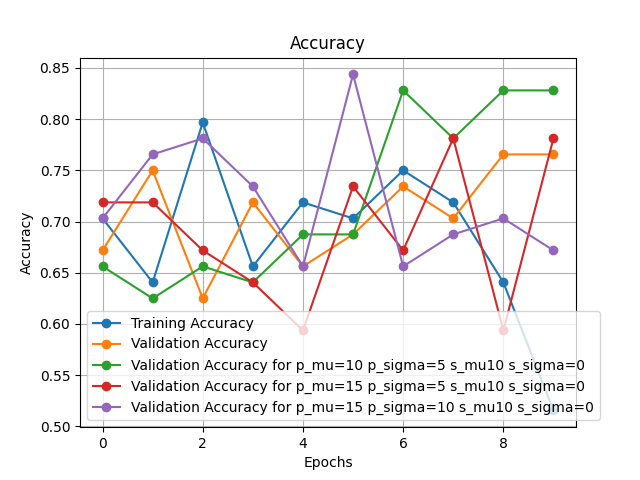 Accuracy
0.85
0.80
0.75
0.70
0.65
0.60
0.55
0.50
Accuracy
Training Accuracy
Validation Accuracy
Validation Accuracy for p_mu=10 p_sigma=5 s_mu10 s_sigma=0
Validation Accuracy for p_mu=15 p_sigma=5 s_mu10 s_sigma=0
Validation Accuracy for p_mu=15 p_sigma=10 s_mu10 s_sigma=0
0 2 4 6 8
Epochs